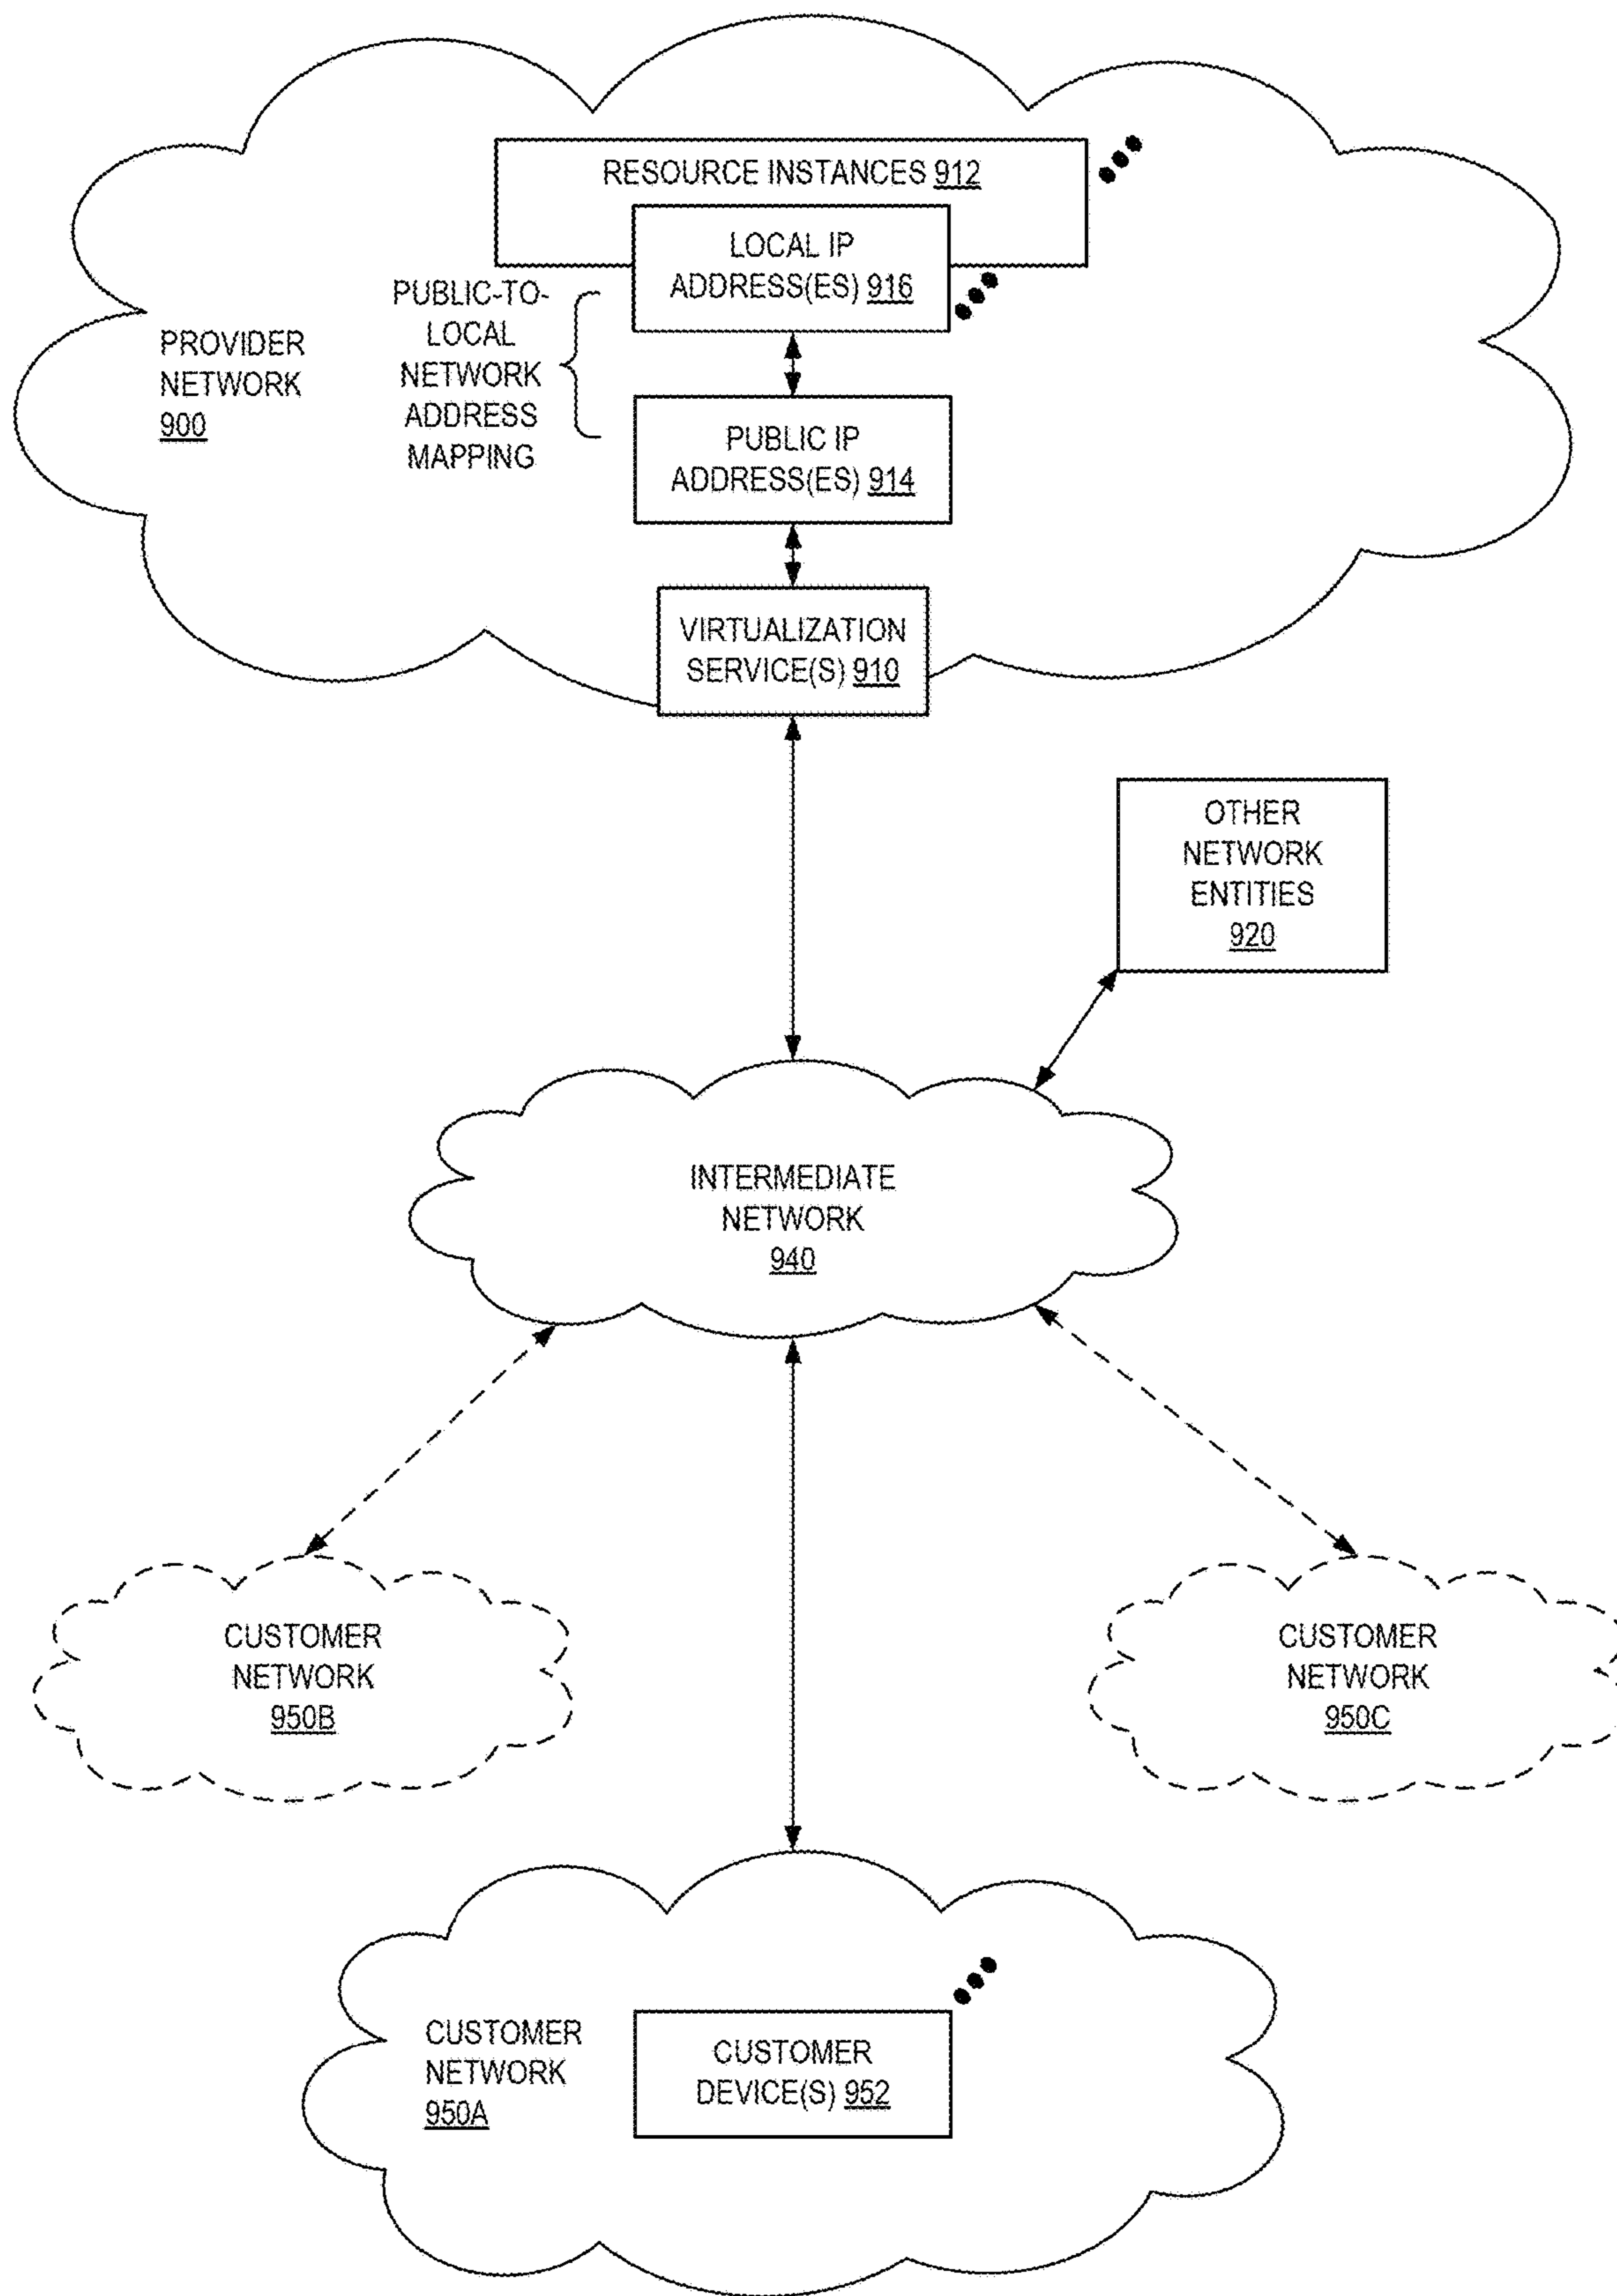 RESOURCE INSTANCES 912
LOCAL IP
ADDRESS(ES) 916
PUBLIC-TO-
LOCAL
NETWORK
ADDRESS
MAPPING
PROVIDER
NETWORK
900
PUBLIC IP
ADDRESS(ES) 914
VIRTUALIZATION
SERVICE(S) 910
OTHER
NETWORK
ENTITIES
920
INTERMEDIATE
NETWORK
940
CUSTOMER
NETWORK
950B
CUSTOMER
NETWORK
950C
CUSTOMER
NETWORK
950A
CUSTOMER
DEVICE(S) 952